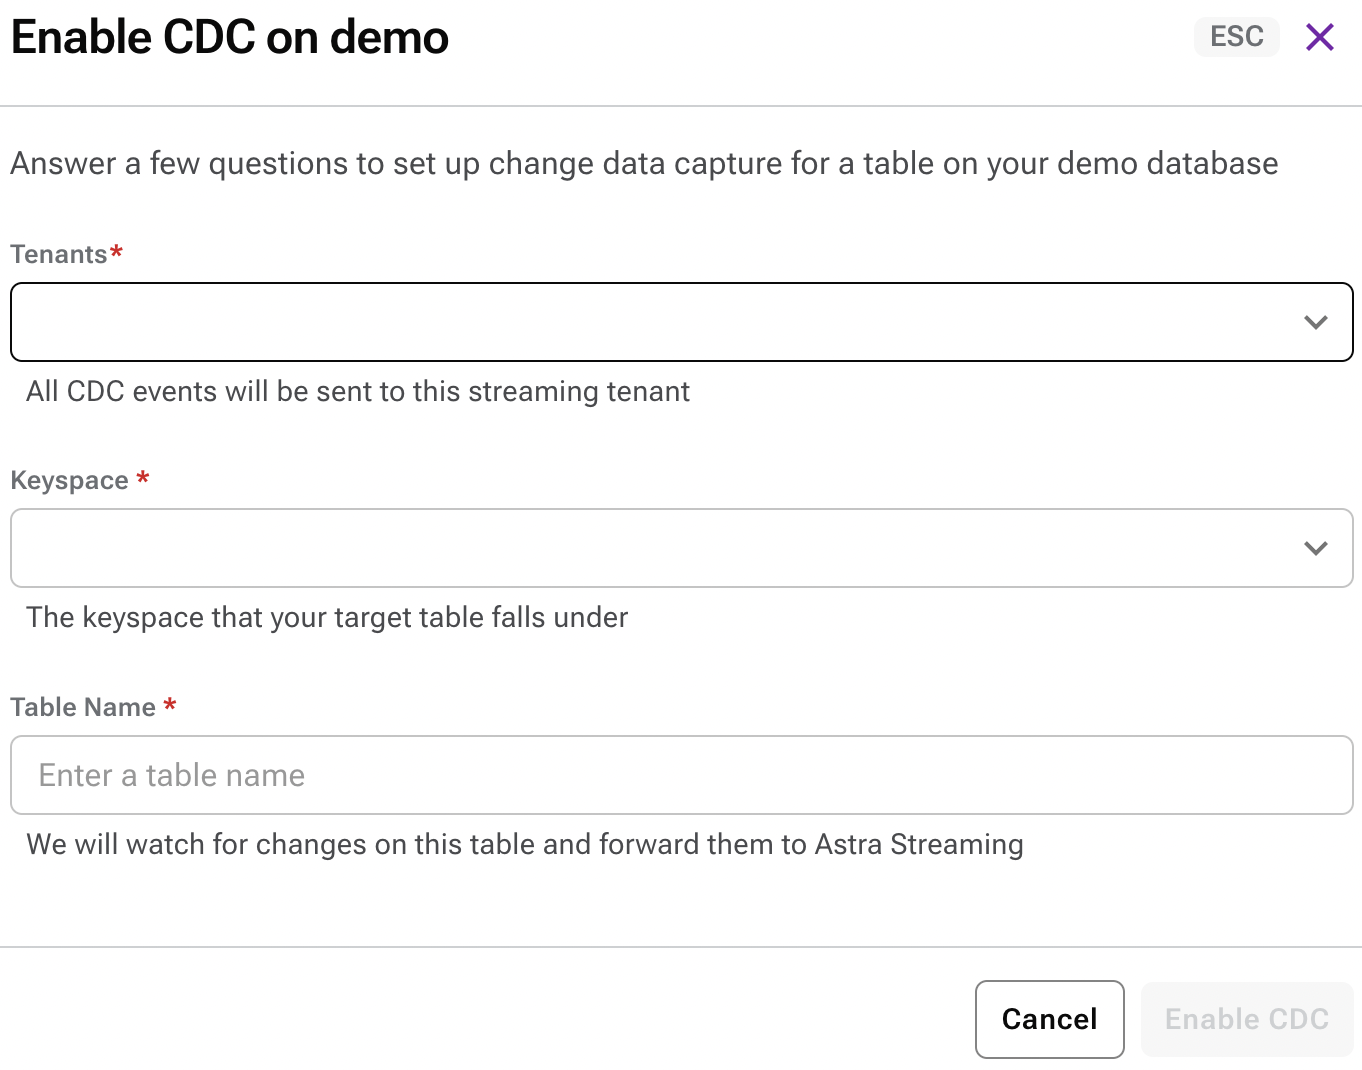 Enable CDC on demo
ESC
Answer a few questions to set up change data capture for a table on your demo database
Tenants*
All CDC events will be sent to this streaming tenant
Keyspace *
The keyspace that your target table falls under
Table Name *
Enter a table name
We will watch for changes on this table and forward them to Astra Streaming
Cancel
Enable CDC